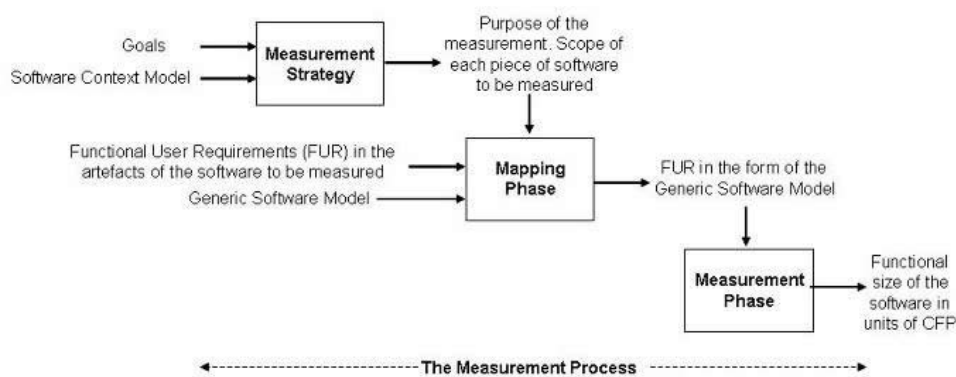 Goals
Software Context Model
Measurement
Strategy
Purpose of the
measurement. Scope of
each piece of software
to be measured
Functional User Requirements (FUR) in the
artefacts of the software to be measured
Generic Software Model
Mapping
Phase
FUR in the form of the
Generic Software Model
Measurement
Phase
Functional
size of the
software in
units of CFP
The Measurement Process